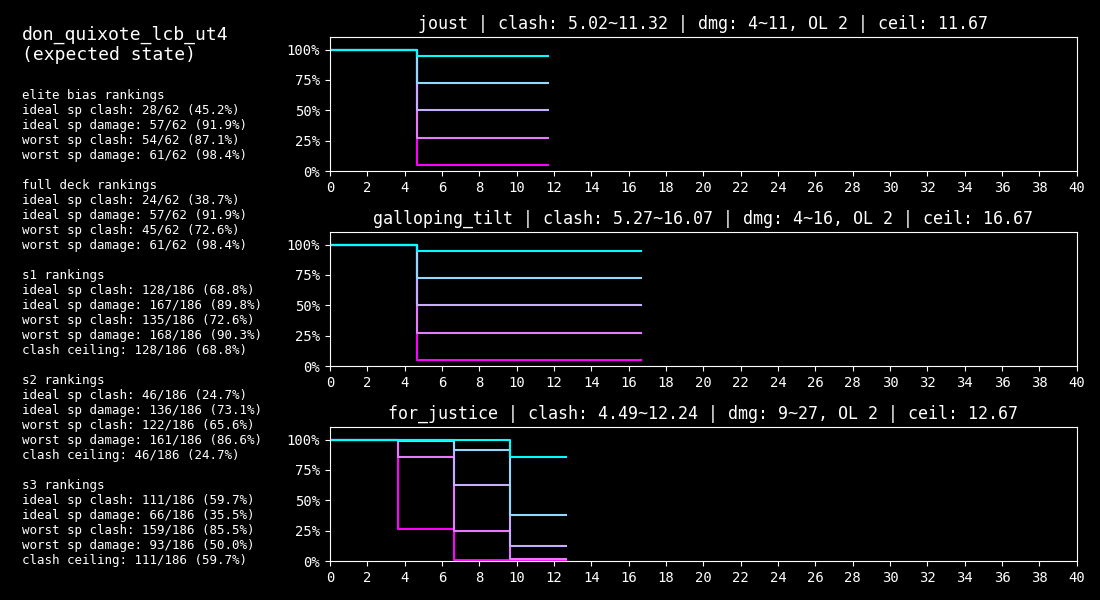 don_quixote_lcb_ut4
(expected state)
elite bias rankings
ideal sp clash: 28/62 (45.2%)
ideal sp damage: 57/62 (91.9%)
worst sp clash: 54/62 (87.1%)
worst sp damage: 61/62 (98.4%)
full deck rankings
ideal sp clash: 24/62 (38.7%)
ideal sp damage: 57/62 (91.9%)
worst sp clash: 45/62 (72.6%)
worst sp damage: 61/62 (98.4%)
s1 rankings
ideal sp clash: 128/186 (68.8%)
ideal sp damage: 167/186 (89.8%)
worst sp clash: 135/186 (72.6%)
worst sp damage: 168/186 (90.3%)
clash ceiling: 128/186 (68.8%)
s2 rankings
ideal sp clash: 46/186 (24.7%)
ideal sp damage: 136/186 (73.1%)
worst sp clash: 122/186 (65.6%)
worst sp damage: 161/186 (86.6%)
clash ceiling: 46/186 (24.7%)
s3 rankings
ideal sp clash: 111/186 (59.7%)
ideal sp damage: 66/186 (35.5%)
worst sp clash: 159/186 (85.5%)
worst sp damage: 93/186 (50.0%)
clash ceiling: 111/186 (59.7%)
joust | clash: 5.02~11.32 | dmg: 4~11, OL 2 | ceil: 11.67
100%
75%
50%
25%
0%
0 2 4 6 8 10 12 14 16 18 20 22 24 26 28 30 32 34 36 38 40
galloping_tilt | clash: 5.27~16.07 | dmg: 4~16, OL 2 | ceil: 16.67
100%
75%
50%
25%
0%
0 2 4 6 8 10 12 14 16 18 20 22 24 26 28 30 32 34 36 38 40
for_justice | clash: 4.49~12.24 | dmg: 9~27, OL 2 | ceil: 12.67
100%
75%
50%
25%
0%
0 2 4 6 8 10 12 14 16 18 20 22 24 26 28 30 32 34 36 38 40